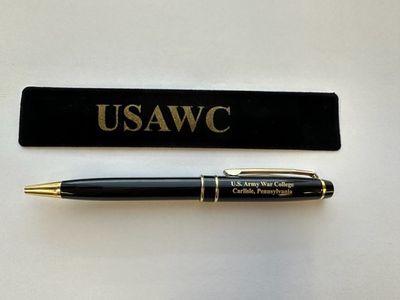 USAWC
U.S. Army War College
Carlisle, Pennsylvania